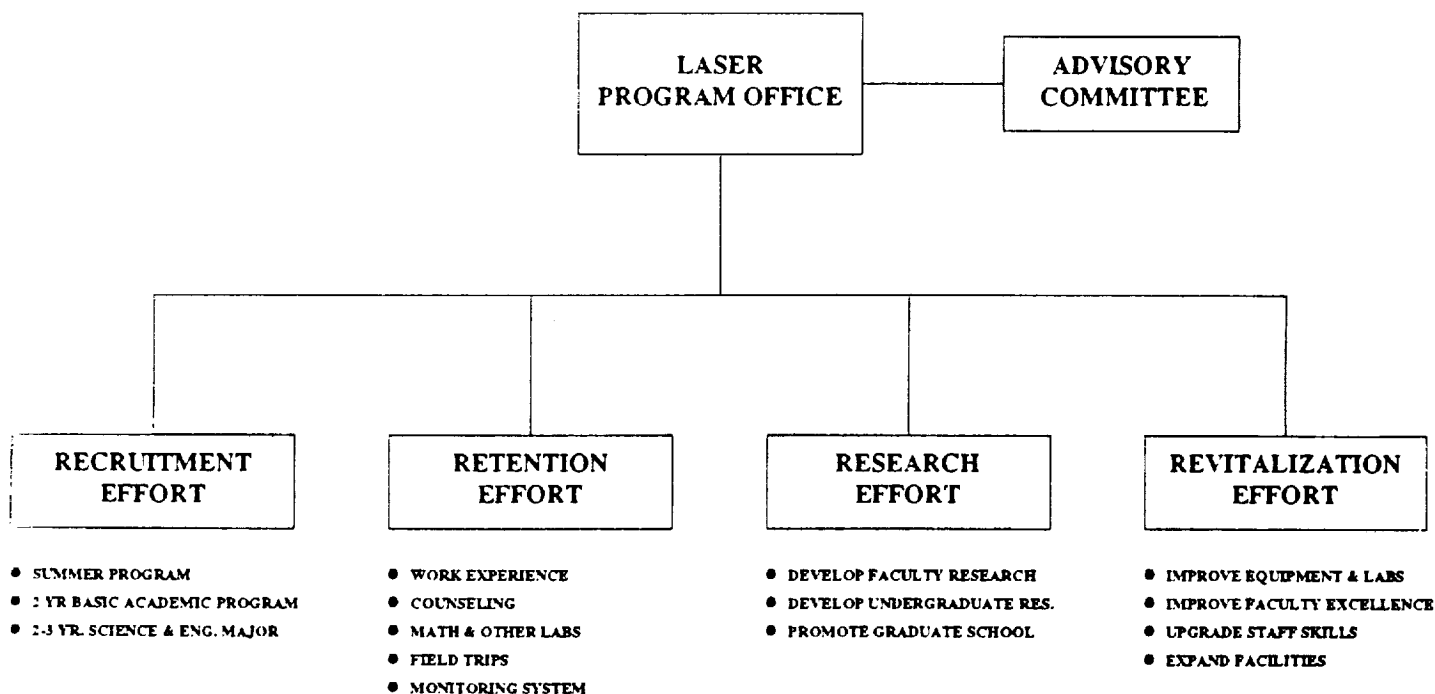 LASER
PROGRAM OFFICE
ADVISORY
COMMITTEE
RECRUITMENT
EFFORT
● SUMMER PROGRAM
● 2 YR BASIC ACADEMIC PROGRAM
● 2-3 YR. SCIENCE & ENG. MAJOR
RETENTION
EFFORT
● WORK EXPERIENCE
● COUNSELING
● MATH & OTHER LABS
● FIELD TRIPS
● MONITORING SYSTEM
RESEARCH
EFFORT
● DEVELOP FACULTY RESEARCH
● DEVELOP UNDERGRADUATE RES.
● PROMOTE GRADUATE SCHOOL
REVITALIZATION
EFFORT
● IMPROVE EQUIPMENT & LABS
● IMPROVE FACULTY EXCELLENCE
● UPGRADE STAFF SKILLS
● EXPAND FACILITIES